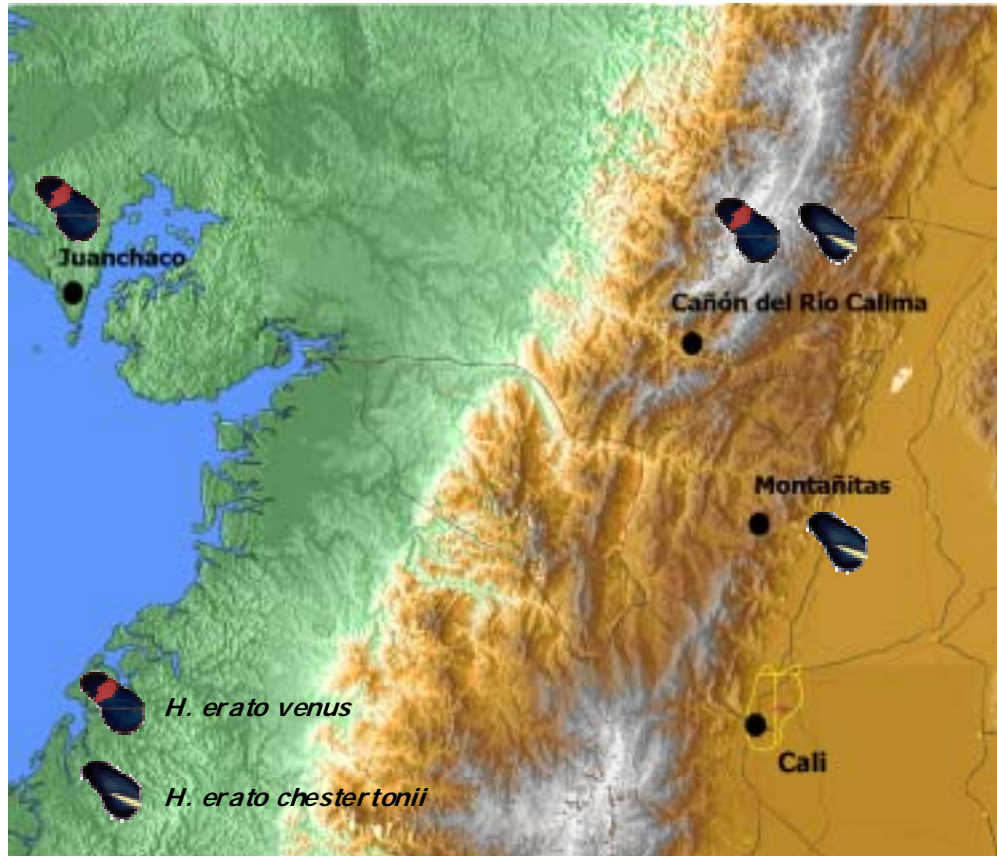 Juanchaco
Cañón del Río Calima
Montañitas
H. erato venus
Cali
H. erato chestertonii